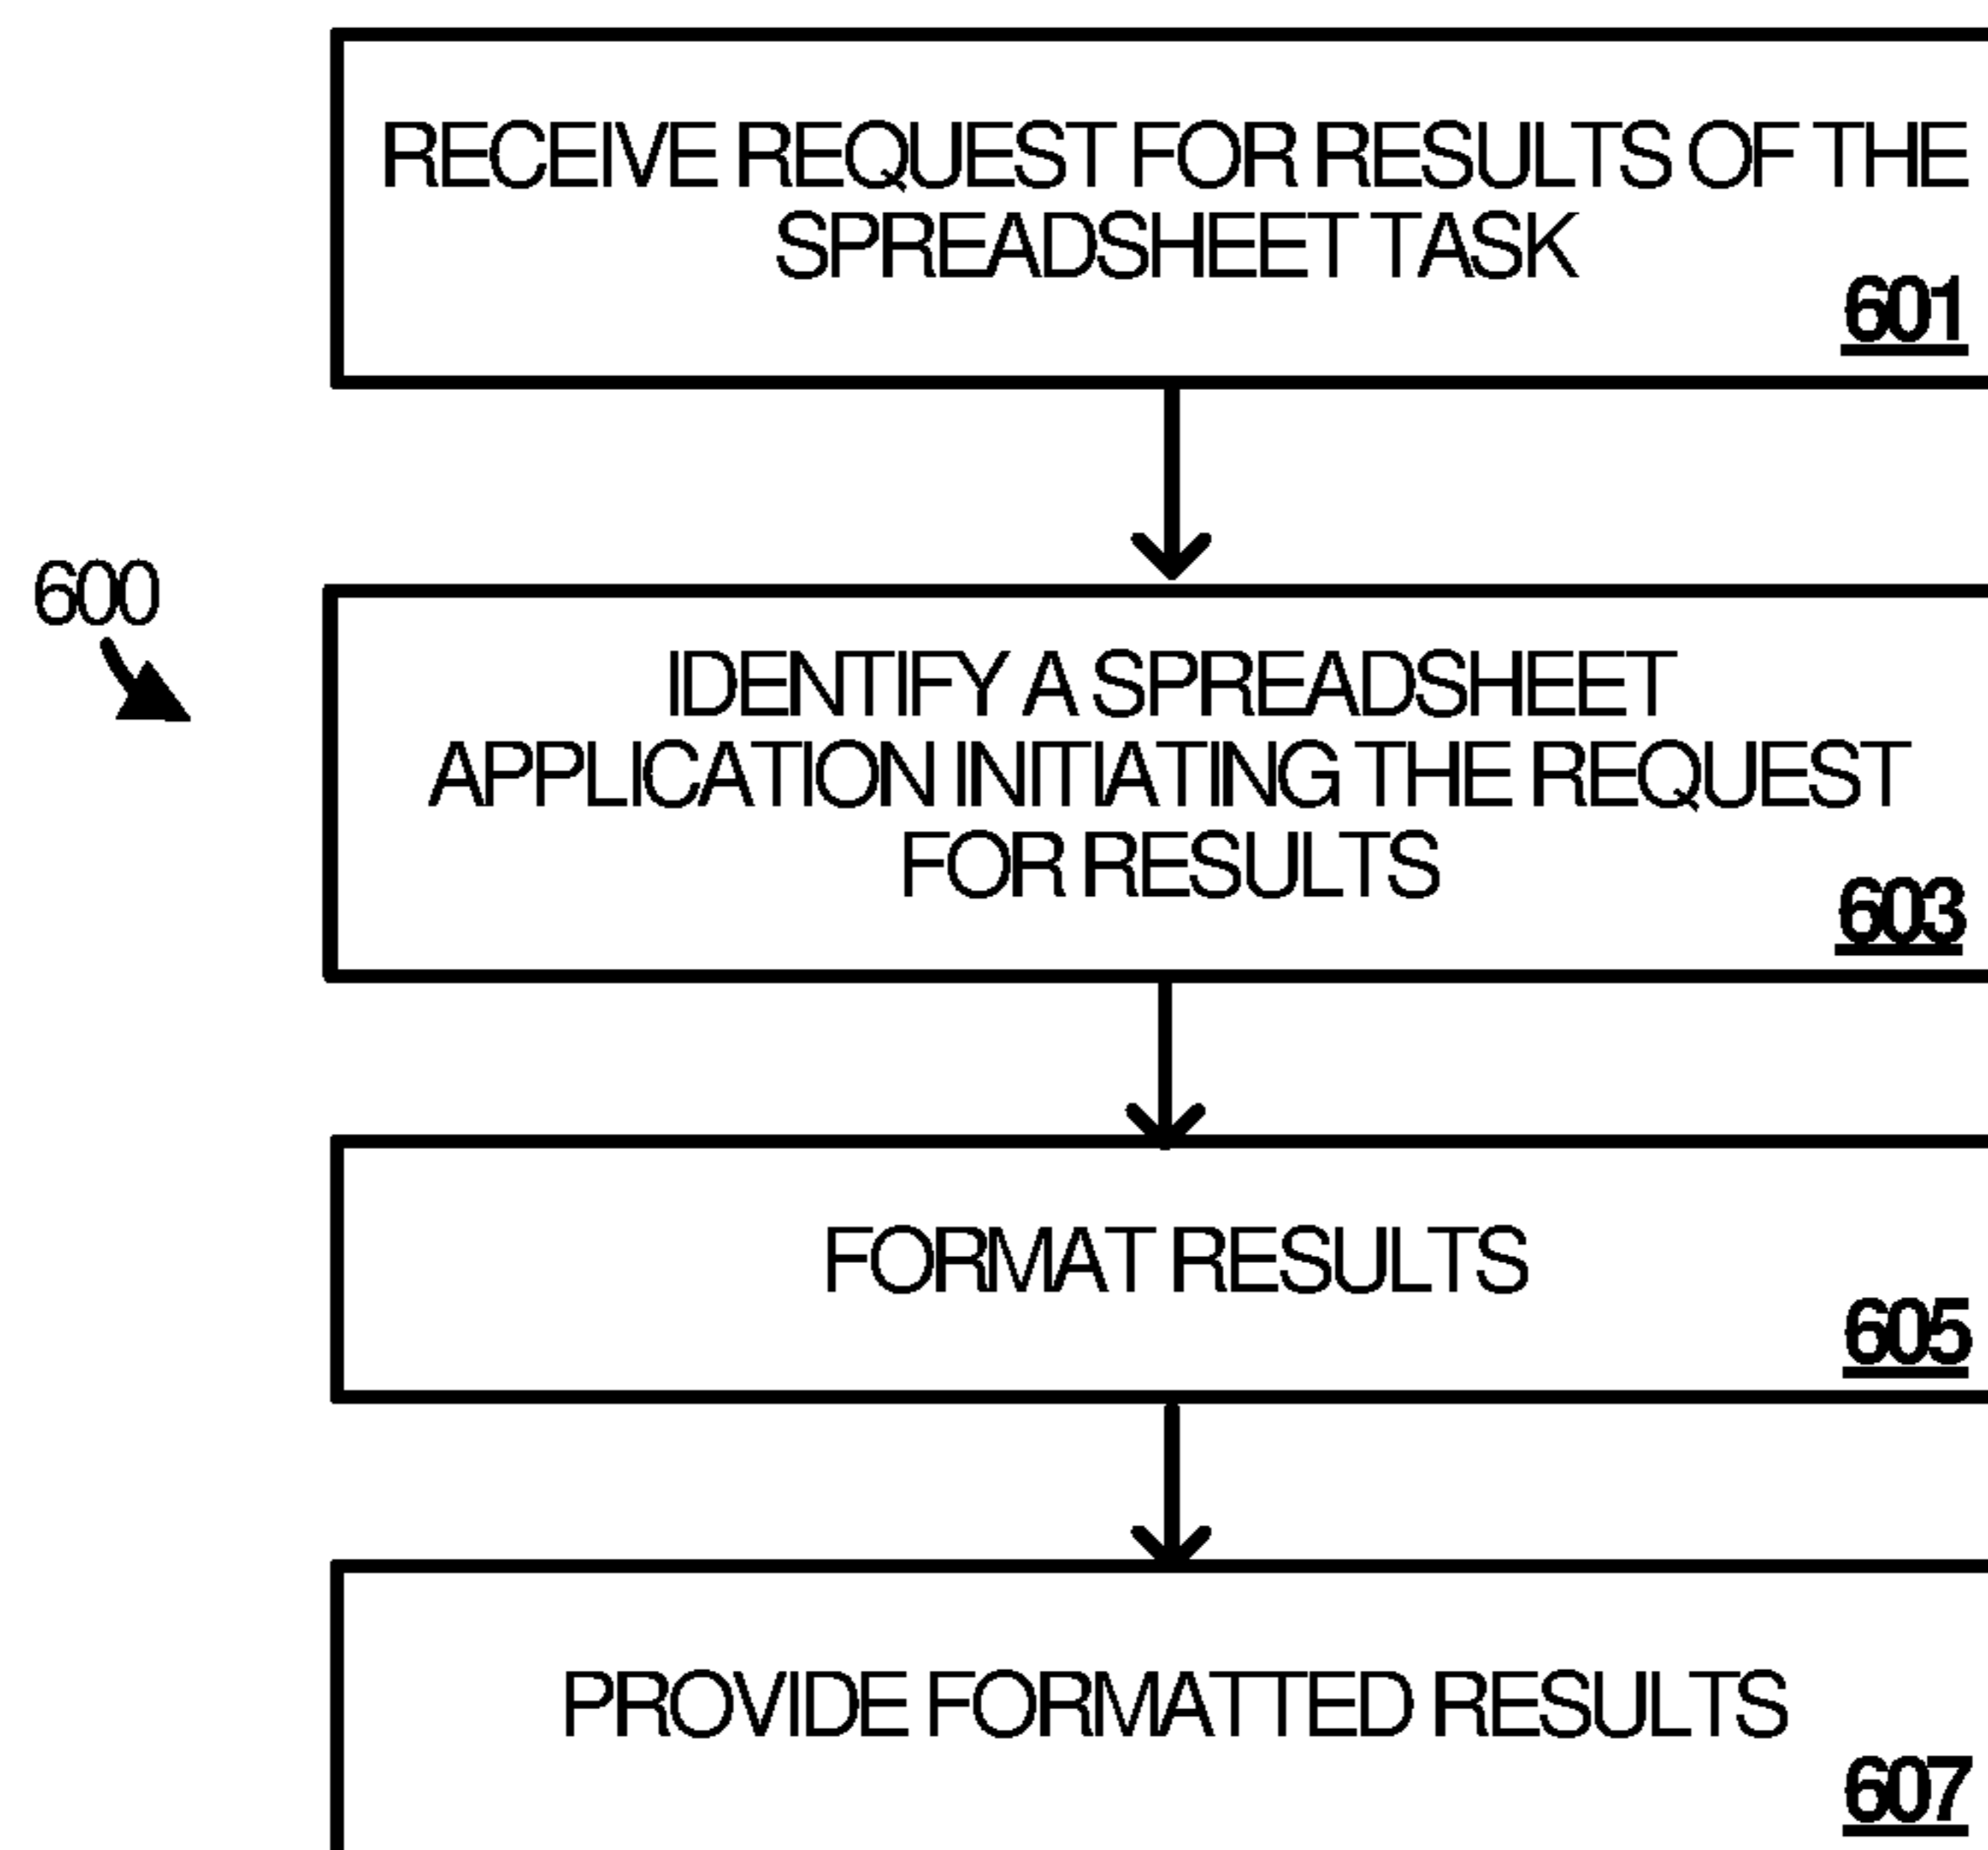 RECEIVE REQUEST FOR RESULTS OF THE
SPREADSHEET TASK
601
600
IDENTIFY A SPREADSHEET
APPLICATION INITIATING THE REQUEST
FOR RESULTS
603
FORMAT RESULTS
605
PROVIDE FORMATTED RESULTS
607